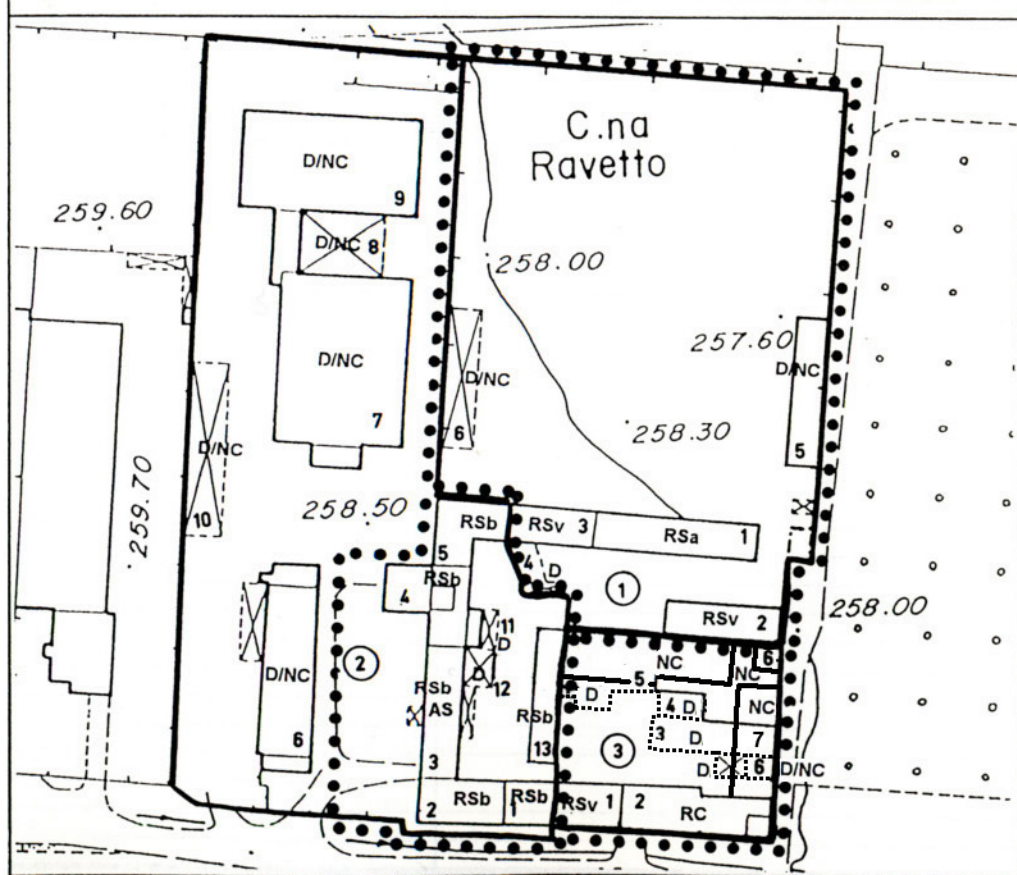 C.na
Ravetto
D/NC
9
259.60
D/NC 8
258.00
257.60
D/NC
D/NC
D/NC
7
6
258.30
5
D/NC
10
259.70
258.50
RSb
RSv 3
RSa 1
5
4
D
RSb
4
1
258.00
RSv 2
11
D
NC
6
NC
2
D/NC
D
12
5
D
4 D
NC
RSb
AS
RSb
3
D
7
3
13
3
D
6
D/NC
6
2
RSb
RSb
1
RSv 1
2
RC